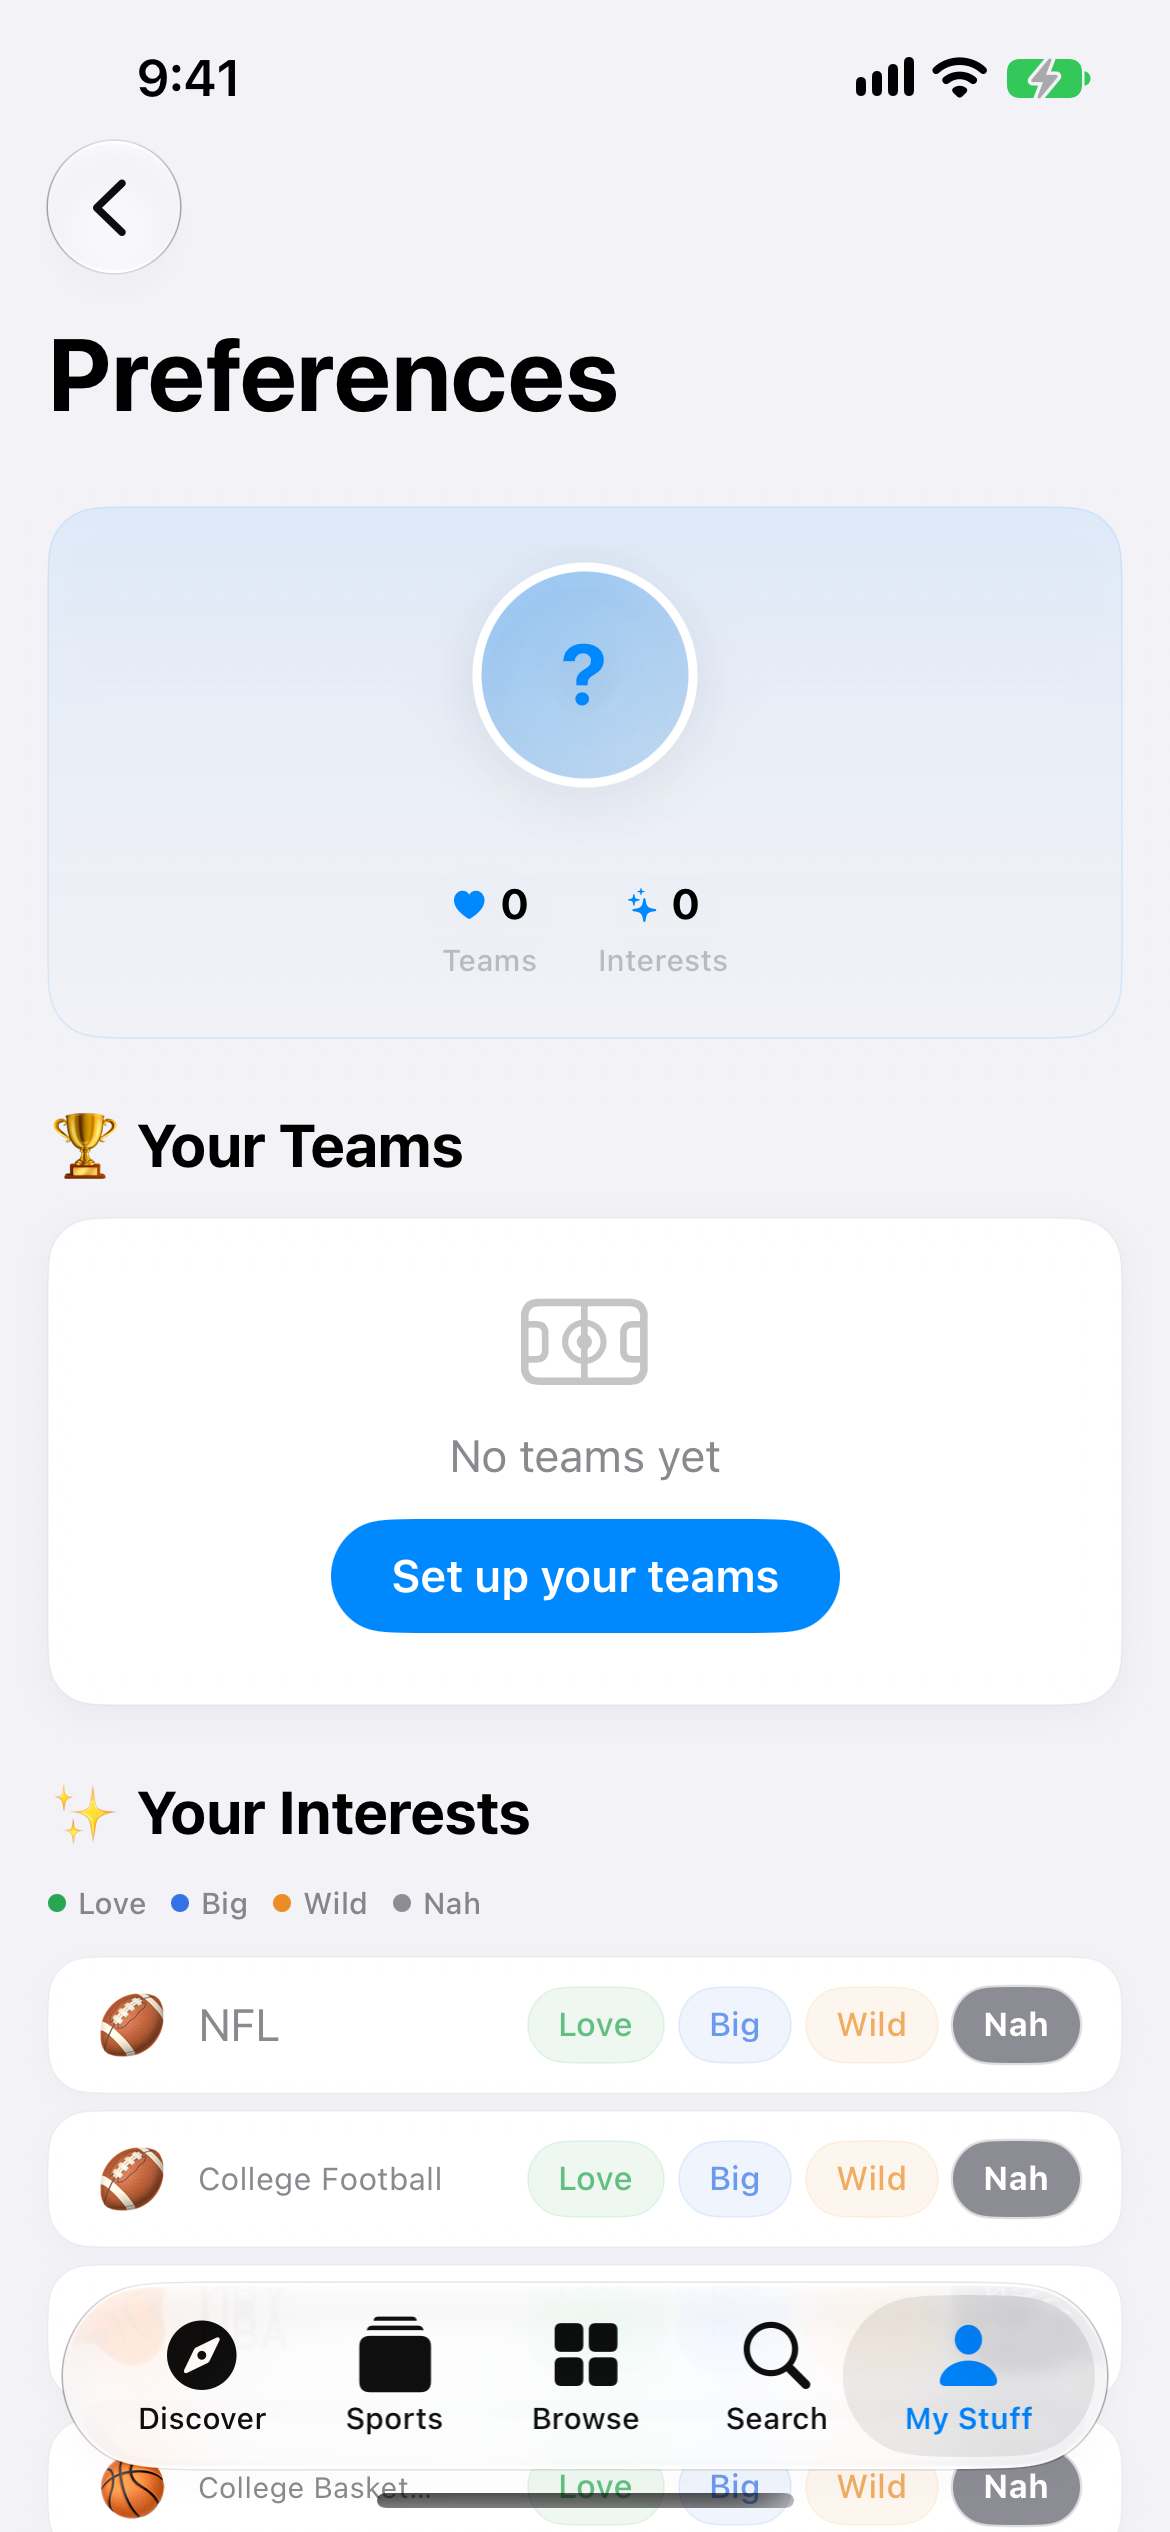 9:41
Preferences
?
0 0
Teams Interests
Your Teams
No teams yet
Set up your teams
Your Interests
Love Big Wild Nah
NFL Love Big Wild Nah
College Football Love Big Wild Nah
Discover Sports Browse Search My Stuff
College Basket... Love Big Wild Nah